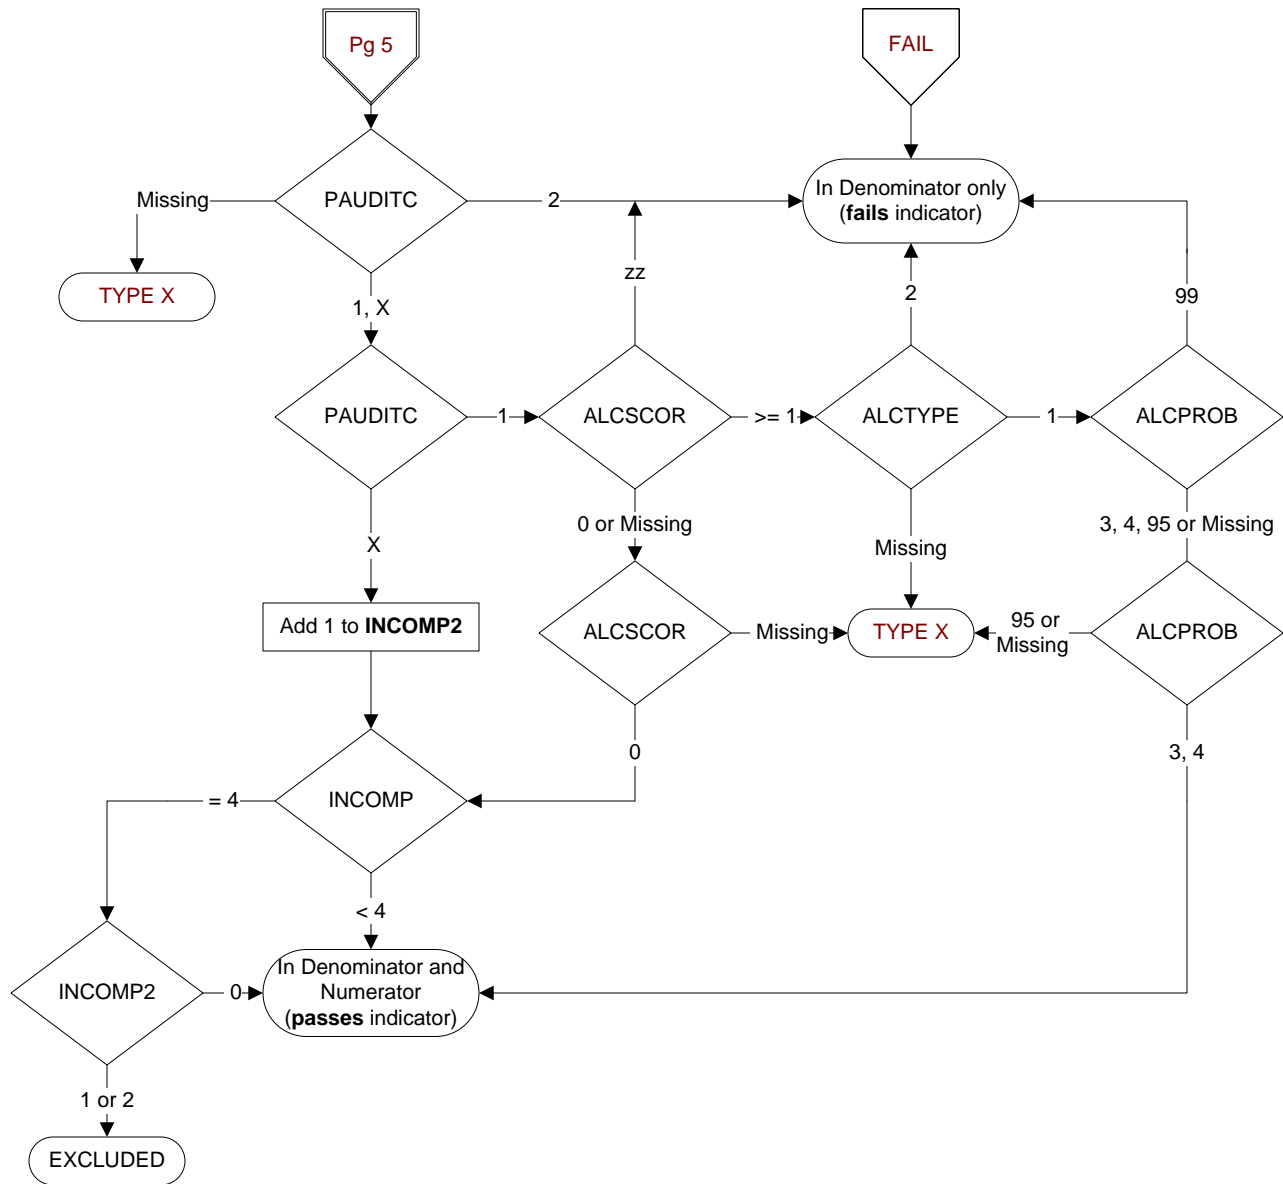 Pg 5
FAIL
PAUDITC
Missing
2
In Denominator only
(fails indicator)
TYPE X
1, X
zz
2
99
PAUDITC
1
ALCSCOR
>= 1
ALCTYPE
1
ALCPROB
X
0 or Missing
Missing
3, 4, 95 or Missing
Add 1 to INCOMP2
ALCSCOR
Missing
TYPE X
95 or
Missing
ALCPROB
0
3, 4
= 4
INCOMP
< 4
INCOMP2
0
In Denominator and
Numerator
(passes indicator)
1 or 2
EXCLUDED